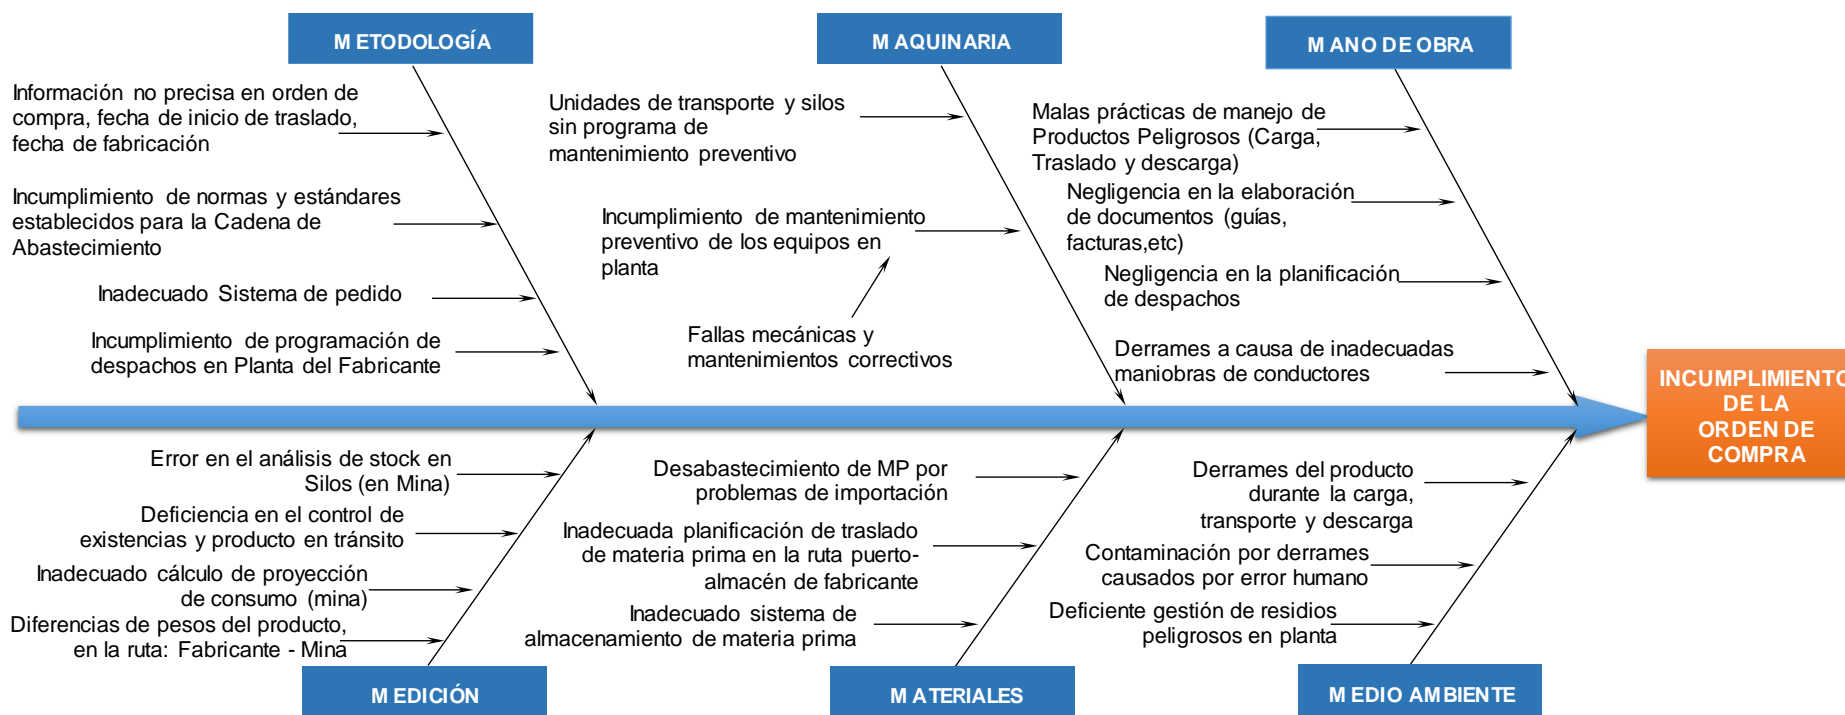 METODOLOGÍA
Información no precisa en orden de
compra, fecha de inicio de traslado,
fecha de fabricación
Incumplimiento de normas y estándares
establecidos para la Cadena de
Abastecimiento
Inadecuado Sistema de pedido
Incumplimiento de programación de
despachos en Planta del Fabricante
MAQUINARIA
Unidades de transporte y silos
sin programa de
mantenimiento preventivo
Incumplimiento de mantenimiento
preventivo de los equipos en
planta
Fallas mecánicas y
mantenimientos correctivos
MANO DE OBRA
Malas prácticas de manejo de
Productos Peligrosos (Carga,
Traslado y descarga)
Negligencia en la elaboración
de documentos (guías,
facturas,etc)
Negligencia en la planificación
de despachos
Derrames a causa de inadecuadas
maniobras de conductores
INCUMPLIMIENTO
DE LA
ORDEN DE
COMPRA
Error en el análisis de stock en
Silos (en Mina)
Deficiencia en el control de
existencias y producto en tránsito
Inadecuado cálculo de proyección
de consumo (mina)
Diferencias de pesos del producto,
en la ruta: Fabricante - Mina
MEDICIÓN
Desabastecimiento de MP por
problemas de importación
Inadecuada planificación de traslado
de materia prima en la ruta puerto-
almacén de fabricante
Inadecuado sistema de
almacenamiento de materia prima
MATERIALES
Derrames del producto
durante la carga,
transporte y descarga
Contaminación por derrames
causados por error humano
Deficiente gestión de residios
peligrosos en planta
MEDIO AMBIENTE